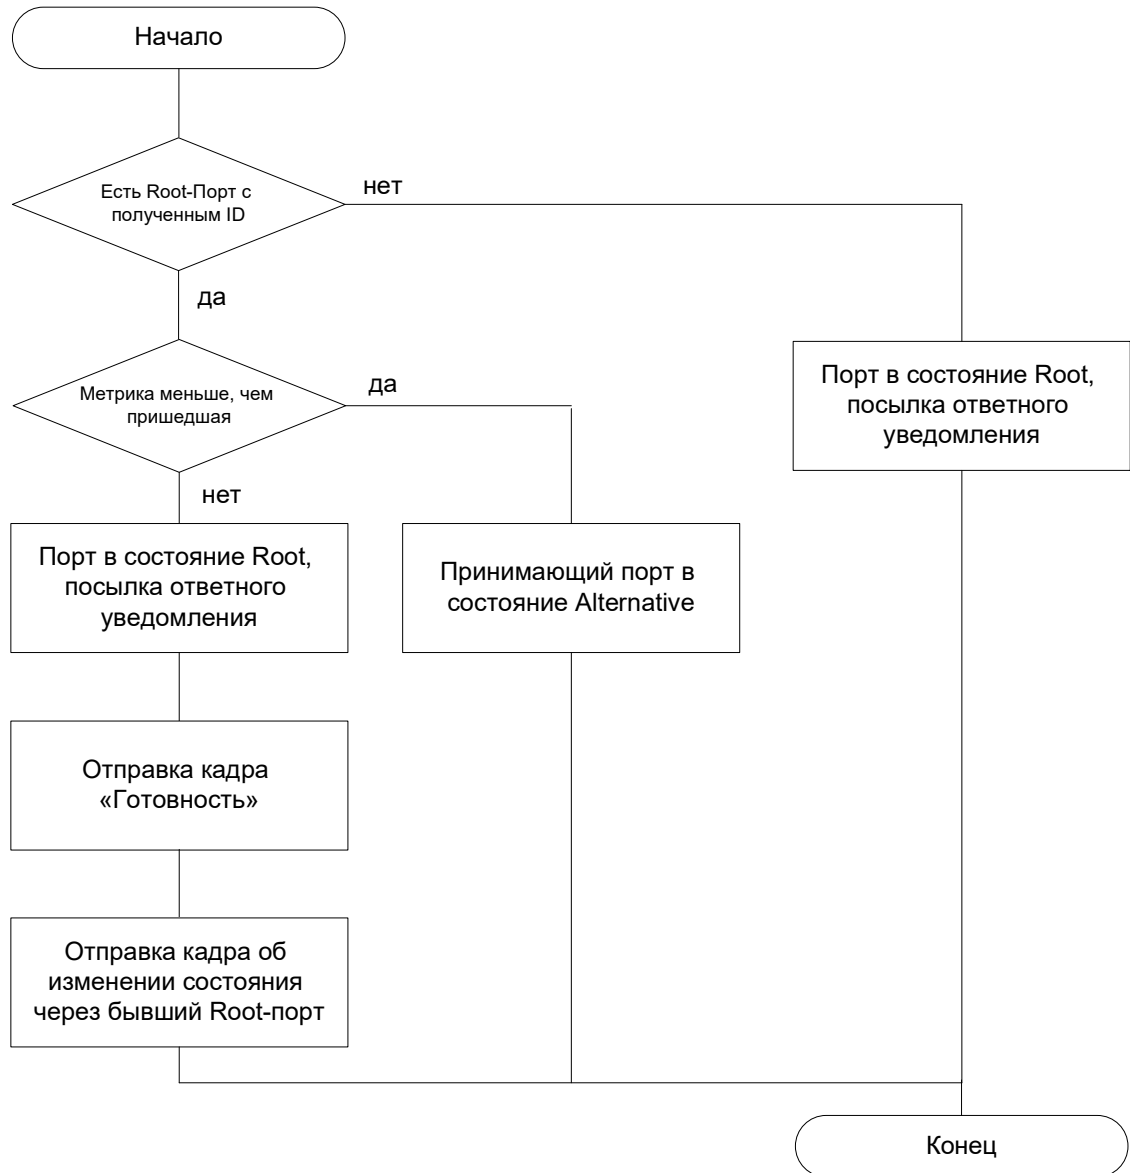 Начало
Есть Root-Порт с
полученным ID
нет
да
Метрика меньше, чем
пришедшая
да
Порт в состояние Root,
посылка ответного
уведомления
нет
Порт в состояние Root,
посылка ответного
уведомления
Принимающий порт в
состояние Alternative
Отправка кадра
«Готовность»
Отправка кадра об
изменении состояния
через бывший Root-порт
Конец